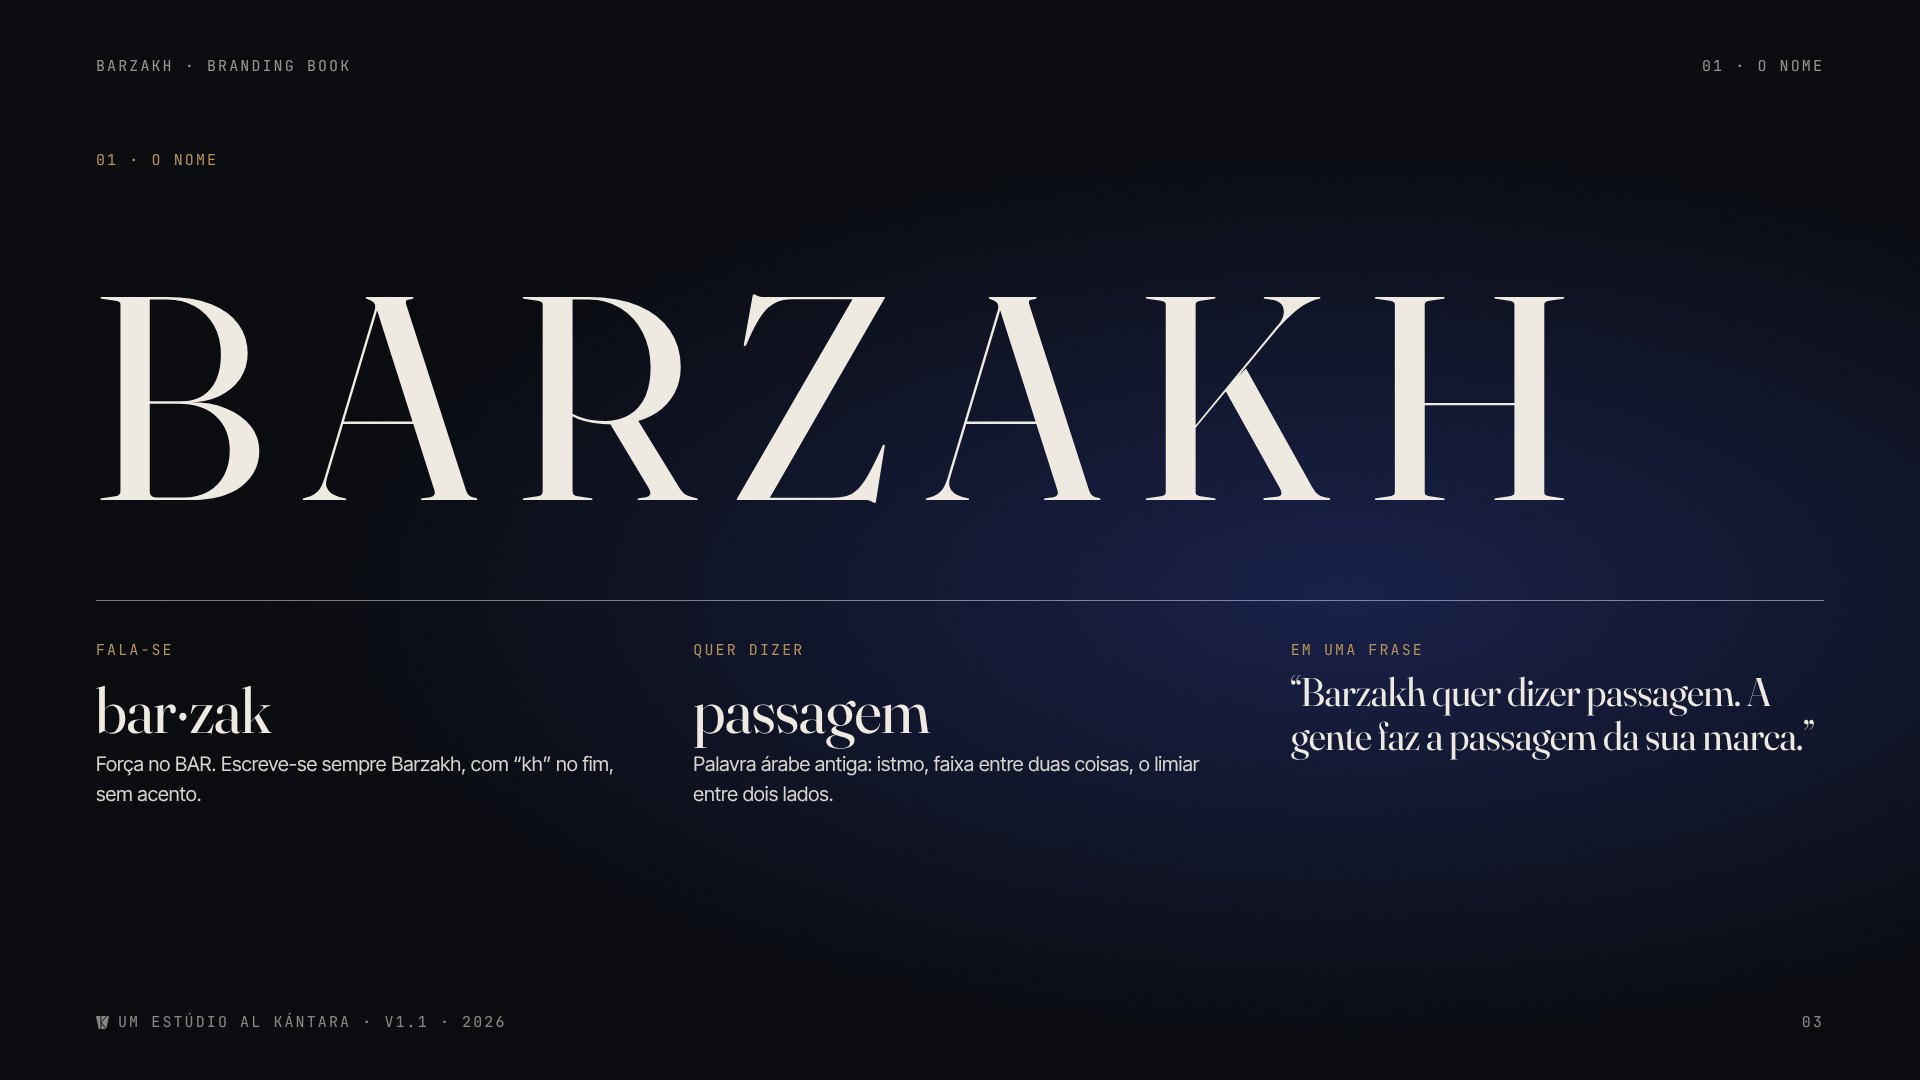 BARZAKH · BRANDING BOOK
01 · O NOME
01 · O NOME
BARZAKH
FALA-SE
bar·zak
Força no BAR. Escreve-se sempre Barzakh, com “kh” no fim,
sem acento.
QUER DIZER
passagem
Palavra árabe antiga: istmo, faixa entre duas coisas, o limiar
entre dois lados.
EM UMA FRASE
“Barzakh quer dizer passagem. A
gente faz a passagem da sua marca.”
UM ESTÚDIO AL KÁNTARA · V1.1 · 2026
03